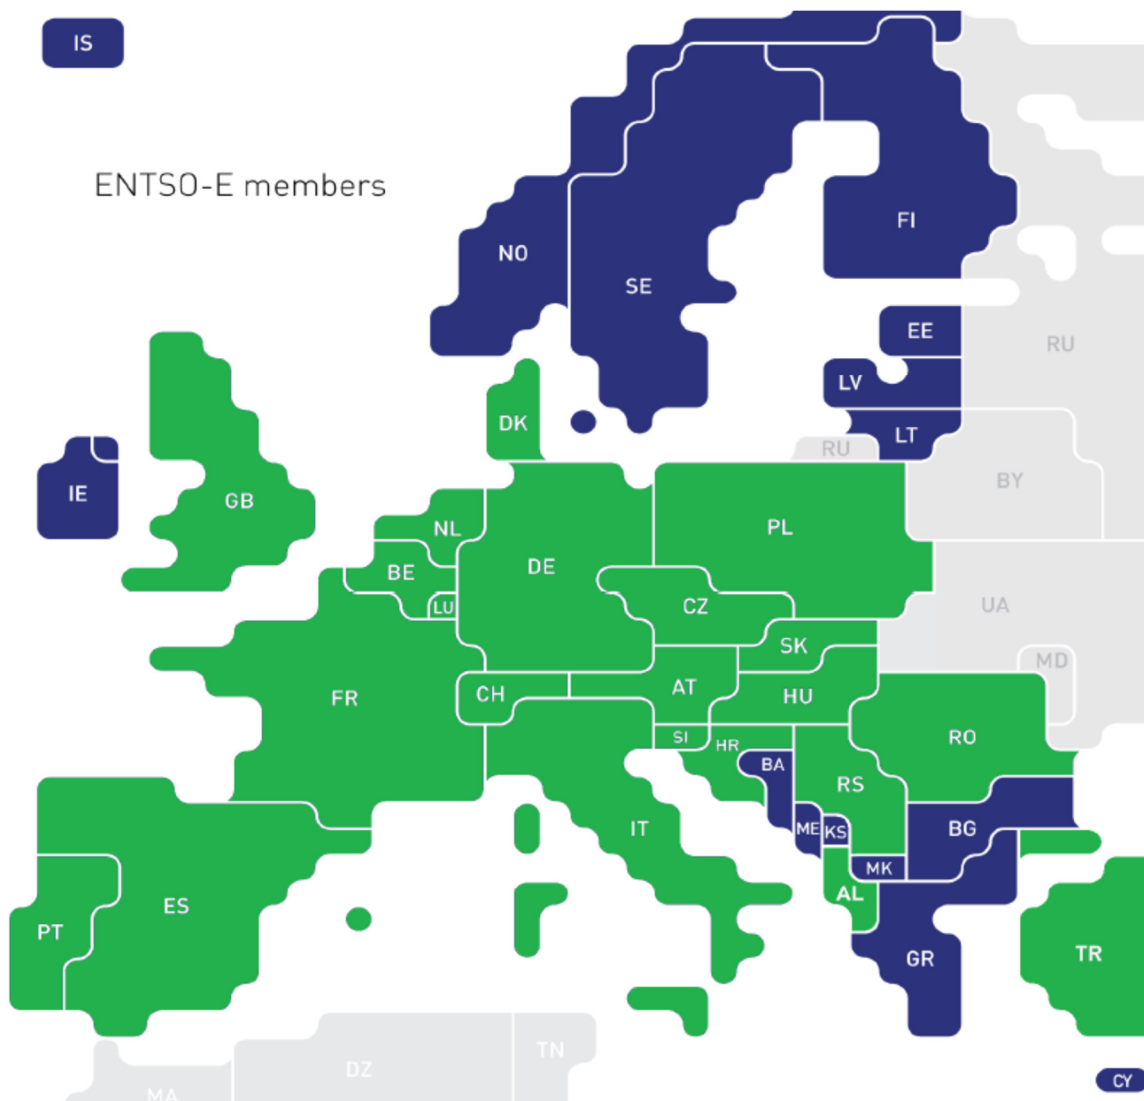 IS
ENTSO-E members
FI
NO
SE
EE
RU
LV
DK
LT
RU
BY
IE
GB
NL
PL
DE
BE
CZ
UA
LU
SK
MD
CH
AT
HU
FR
SI
HR
RO
BA
RS
IT
ME
KS
BG
MK
AL
ES
PT
GR
TR
TN
DZ
CY
MA